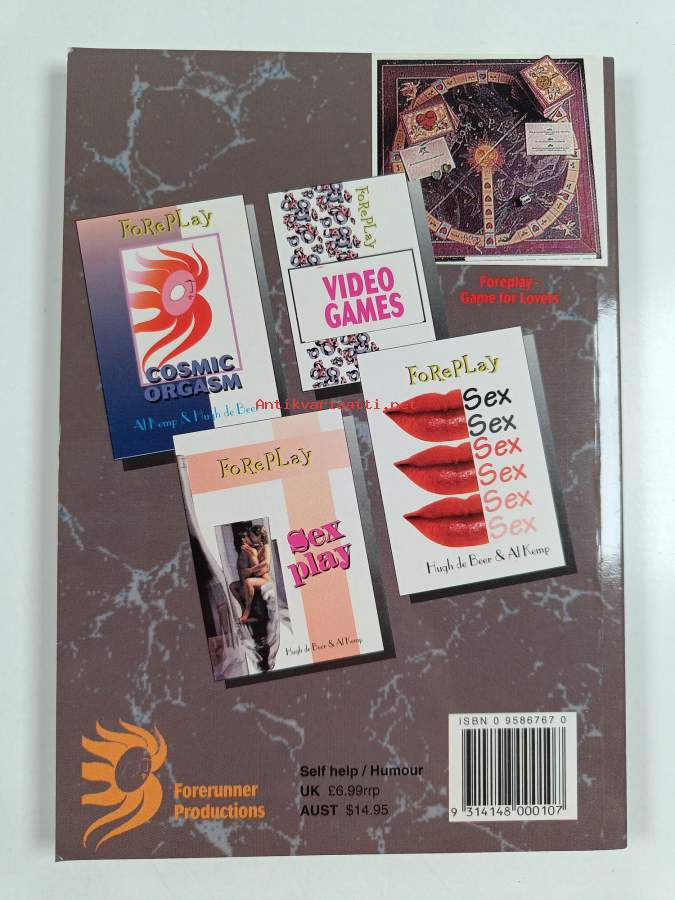 FoRePLay
COSMIC
ORGASM
Al Kemp & Hugh de Beer
FoRePLay
VIDEO
GAMES
Foreplay -
Game for Lovers
FoRePLay
Sex
Sex
Sex
Sex
Sex
Sex
Hugh de Beer & Al Kemp
FoRePLay
Sex
play
Hugh de Beer & Al Kemp
Antikvariaatti.net
Forerunner
Productions
Self help / Humour
UK £6.99rrp
AUST $14.95
ISBN 0 9586767 0
9 314148 000107